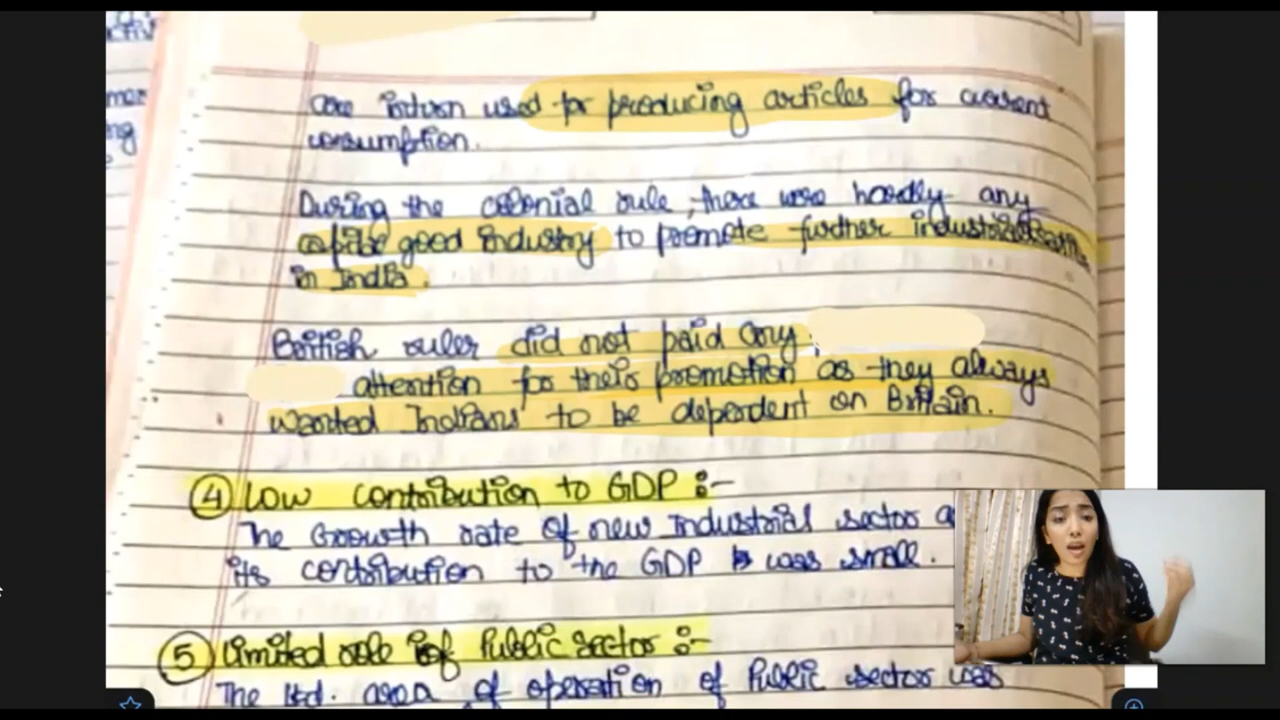 are inturn used for producing articles for current
consumption.
During the colonial rule, there were hardly any
capital good industry to promote further industrialisation
in India.
British ruler did not paid any
attention for their promotion as they always
wanted Indians to be dependent on Britain.
④ Low contribution to GDP :-
The Growth rate of new industrial sector a
its contribution to the GDP was small.
⑤ Limited role of Public sector :-
The ltd. area of operation of Public sector was